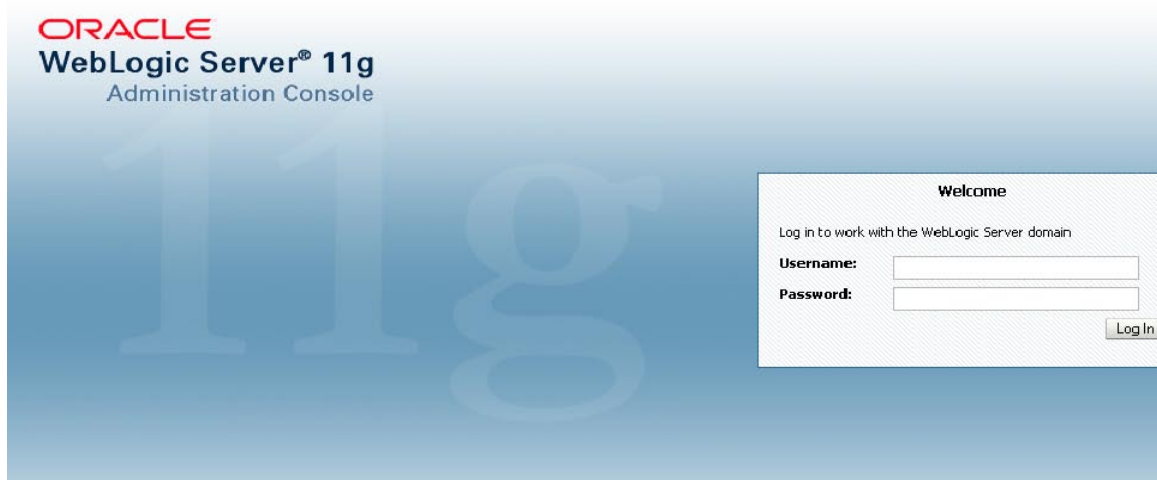 ORACLE
WebLogic Server® 11g
Administration Console
11g
Welcome
Log in to work with the WebLogic Server domain
Username:
Password:
Log In